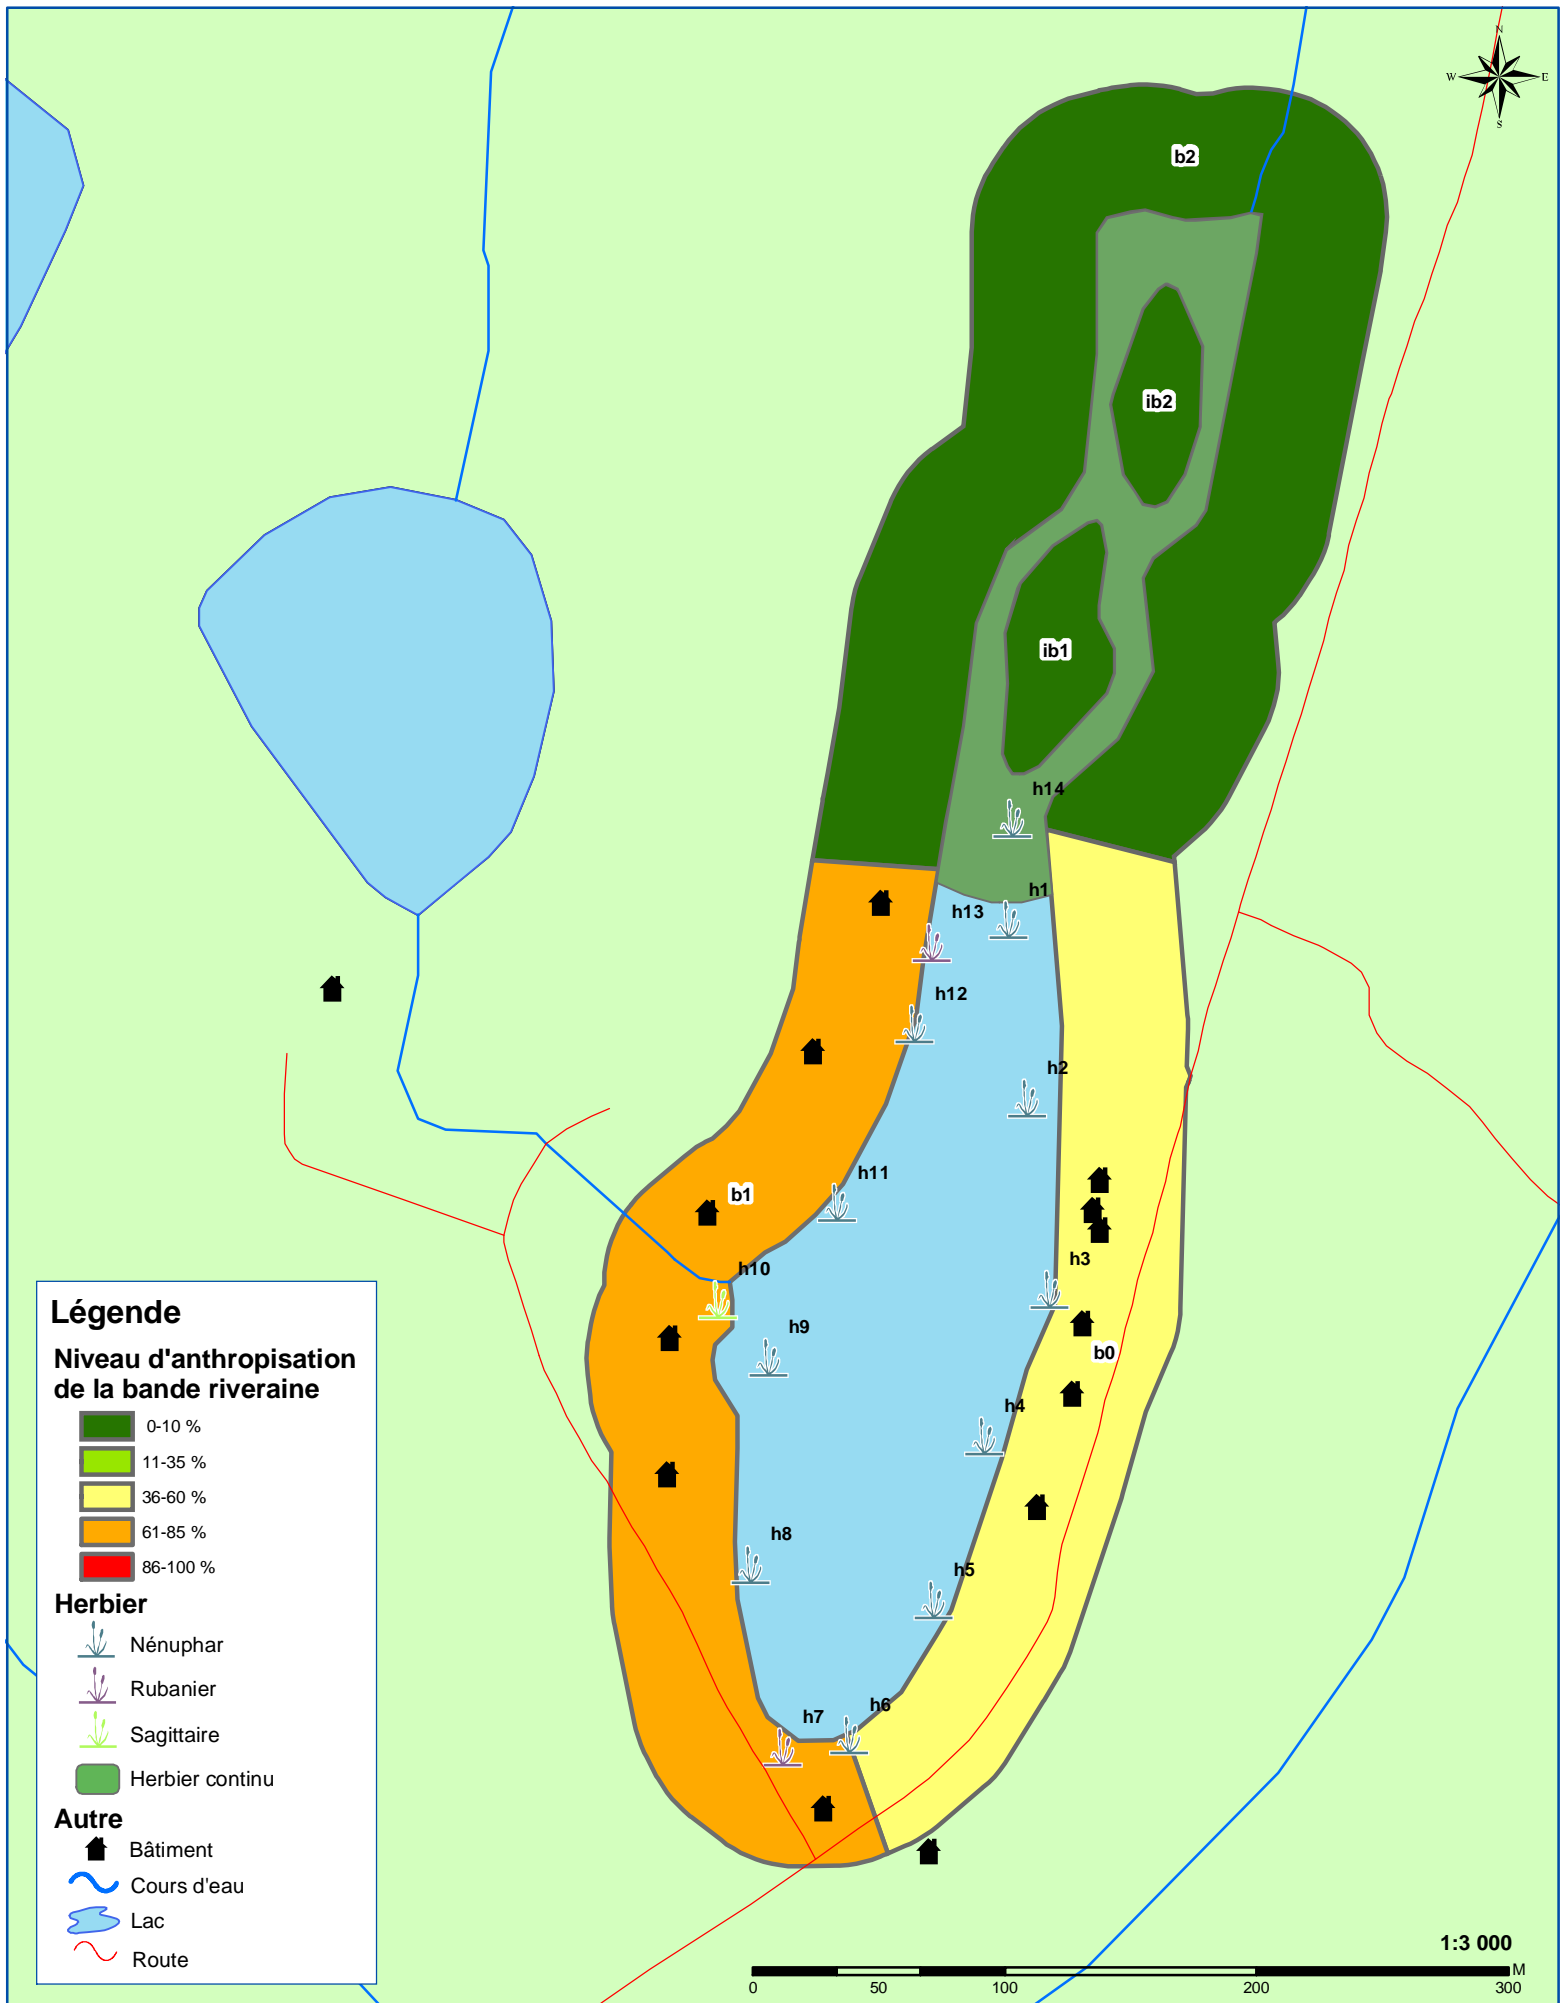 N
W E
S
b2
ib2
ib1
h14
h1
h13
h12
h2
h11
b1
h3
h10
h9
b0
h4
h8
h5
h6
h7
Légende
Niveau d'anthropisation
de la bande riveraine
0-10 %
11-35 %
36-60 %
61-85 %
86-100 %
Herbier
Nénuphar
Rubanier
Sagittaire
Herbier continu
Autre
Bâtiment
Cours d'eau
Lac
Route
1:3 000
M
0 50 100 200 300